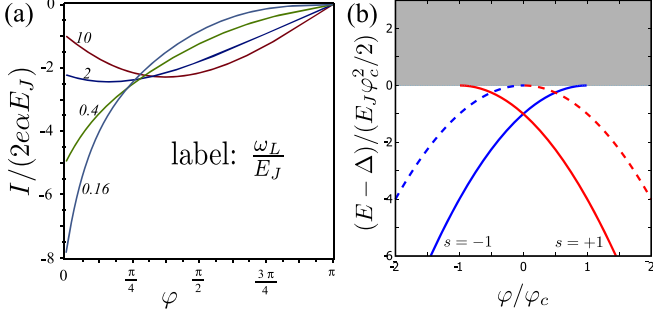 (a)
I/(2eαE_J)
0
-2
-4
-6
-8
10
2
0.4
0.16
label: ω_L/E_J
0
π/4
π/2
3π/4
π
φ
(b)
(E − Δ)/(E_Jφ_c²/2)
2
0
-2
-4
-6
s = −1
s = +1
-2
-1
0
1
2
φ/φ_c